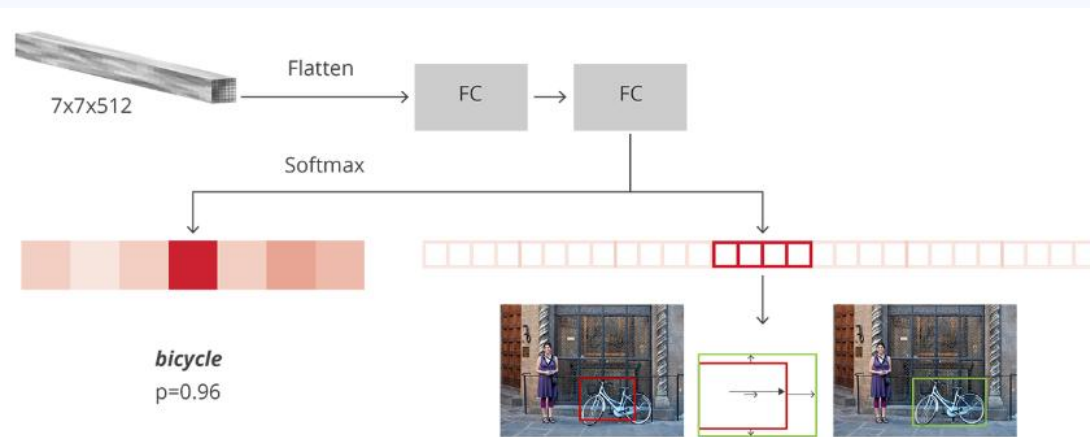 7x7x512
Flatten
FC
FC
Softmax
bicycle
p=0.96